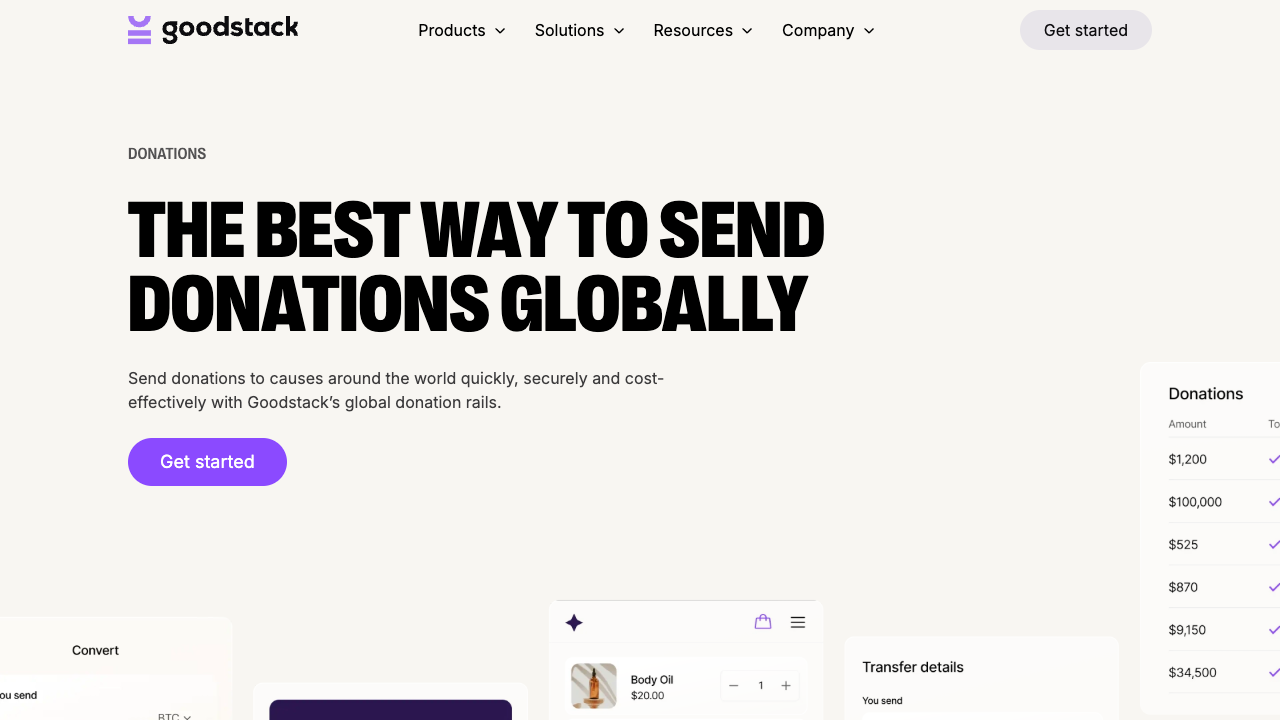 goodstack
Products
Solutions
Resources
Company
Get started
DONATIONS
THE BEST WAY TO SEND
DONATIONS GLOBALLY
Send donations to causes around the world quickly, securely and cost-
effectively with Goodstack's global donation rails.
Get started
Donations
Amount
To
$1,200
$100,000
$525
$870
$9,150
$34,500
Convert
ou send
BTC
Body Oil
$20.00
1
Transfer details
You send